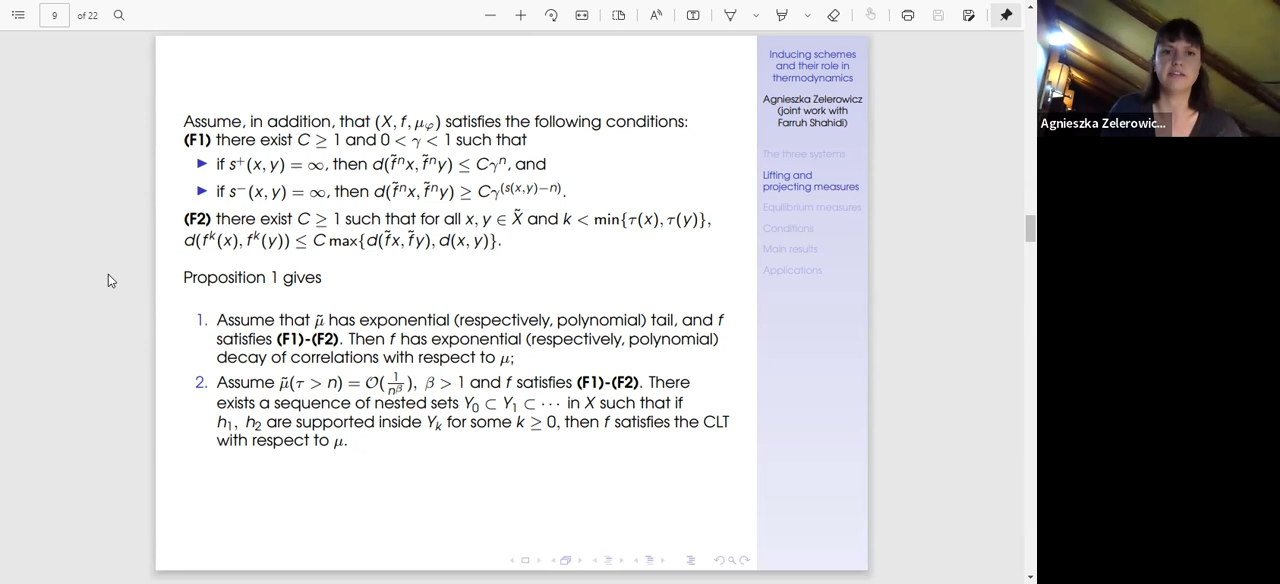 9
of 22
Assume, in addition, that (X, f, μ_φ) satisfies the following conditions:
(F1) there exist C ≥ 1 and 0 < γ < 1 such that
► if s⁺(x, y) = ∞, then d(f̃ⁿx, f̃ⁿy) ≤ Cγⁿ, and
► if s⁻(x, y) = ∞, then d(f̃ⁿx, f̃ⁿy) ≥ Cγ^(s(x,y)−n).
(F2) there exist C ≥ 1 such that for all x, y ∈ X̃ and k < min{τ(x), τ(y)},
d(fᵏ(x), fᵏ(y)) ≤ C max{d(f̃x, f̃y), d(x, y)}.
Proposition 1 gives
1. Assume that μ̃ has exponential (respectively, polynomial) tail, and f
satisfies (F1)-(F2). Then f has exponential (respectively, polynomial)
decay of correlations with respect to μ;
2. Assume μ̃(τ > n) = O(1/n^β), β > 1 and f satisfies (F1)-(F2). There
exists a sequence of nested sets Y₀ ⊂ Y₁ ⊂ ⋯ in X such that if
h₁, h₂ are supported inside Yₖ for some k ≥ 0, then f satisfies the CLT
with respect to μ.
Inducing schemes
and their role in
thermodynamics
Agnieszka Zelerowicz
(joint work with
Farruh Shahidi)
The three systems
Lifting and
projecting measures
Equilibrium measures
Conditions
Main results
Applications
Agnieszka Zelerowic...